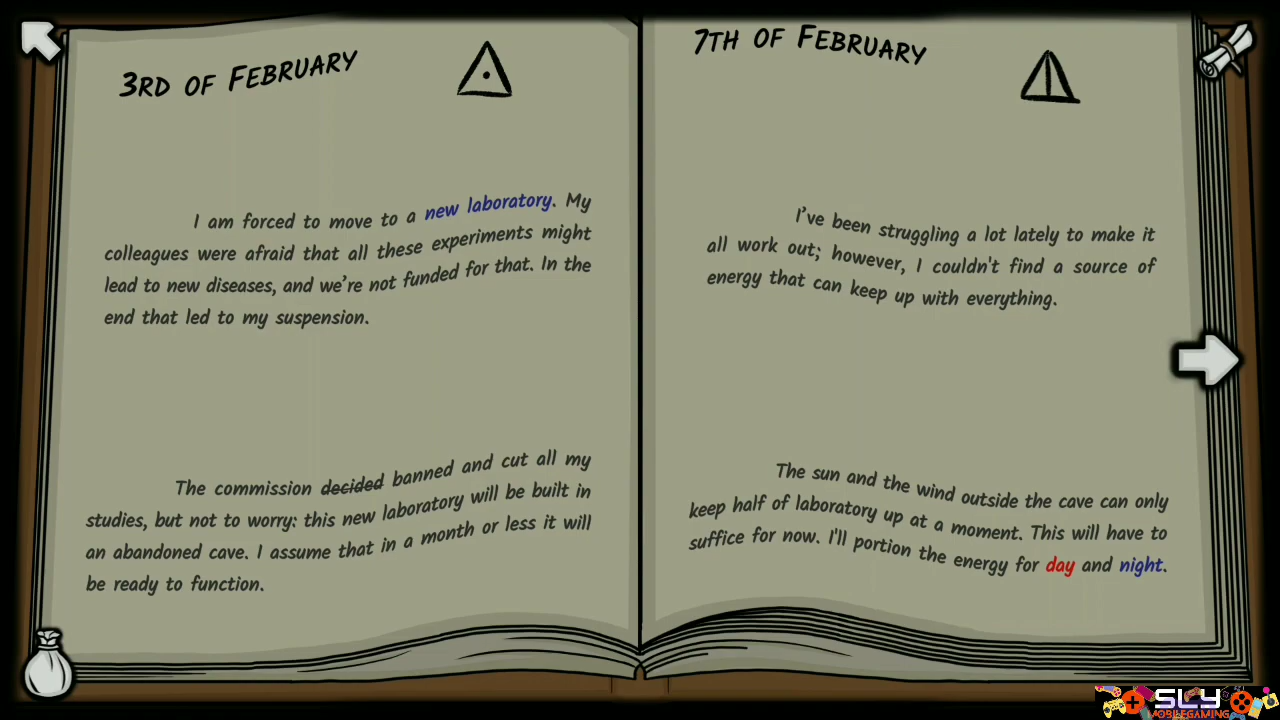 3RD OF FEBRUARY
I am forced to move to a new laboratory. My
colleagues were afraid that all these experiments might
lead to new diseases, and we're not funded for that. In the
end that led to my suspension.
The commission decided banned and cut all my
studies, but not to worry: this new laboratory will be built in
an abandoned cave. I assume that in a month or less it will
be ready to function.
7TH OF FEBRUARY
I've been struggling a lot lately to make it
all work out; however, I couldn't find a source of
energy that can keep up with everything.
The sun and the wind outside the cave can only
keep half of laboratory up at a moment. This will have to
suffice for now. I'll portion the energy for day and night.
SLY
MOBILEGAMING